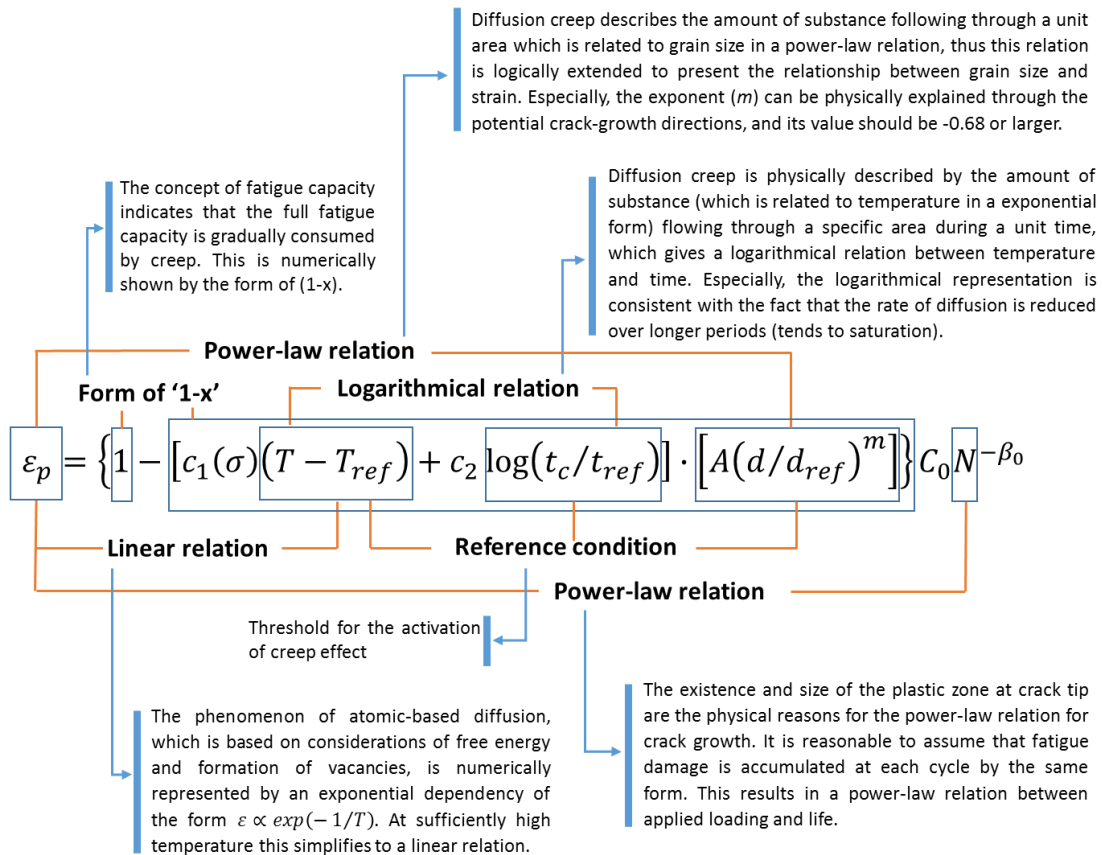 Diffusion creep describes the amount of substance following through a unit
area which is related to grain size in a power-law relation, thus this relation
is logically extended to present the relationship between grain size and
strain. Especially, the exponent (m) can be physically explained through the
potential crack-growth directions, and its value should be -0.68 or larger.
The concept of fatigue capacity
indicates that the full fatigue
capacity is gradually consumed
by creep. This is numerically
shown by the form of (1-x).
Diffusion creep is physically described by the amount of
substance (which is related to temperature in a exponential
form) flowing through a specific area during a unit time,
which gives a logarithmical relation between temperature
and time. Especially, the logarithmical representation is
consistent with the fact that the rate of diffusion is reduced
over longer periods (tends to saturation).
Power-law relation
Form of ‘1-x’
Logarithmical relation
εₚ = {1 − [c₁(σ)(T − T_ref) + c₂ log(t_c/t_ref)] · [A(d/d_ref)^m]}C₀N^−β₀
Linear relation
Reference condition
Power-law relation
Threshold for the activation
of creep effect
The phenomenon of atomic-based diffusion,
which is based on considerations of free energy
and formation of vacancies, is numerically
represented by an exponential dependency of
the form ε ∝ exp(− 1/T). At sufficiently high
temperature this simplifies to a linear relation.
The existence and size of the plastic zone at crack tip
are the physical reasons for the power-law relation for
crack growth. It is reasonable to assume that fatigue
damage is accumulated at each cycle by the same
form. This results in a power-law relation between
applied loading and life.